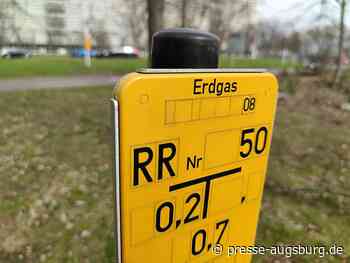 Erdgas
08
RR Nr 50
0,2 ,
0,7
presse-augsburg.de